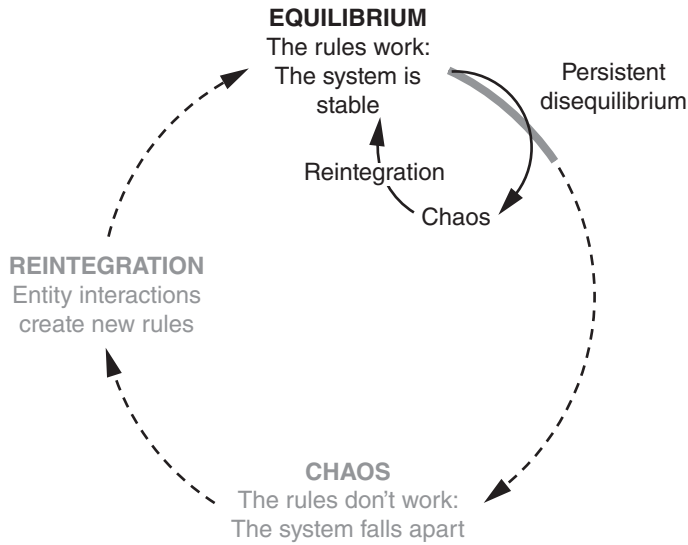 EQUILIBRIUM
The rules work:
The system is
stable
Persistent
disequilibrium
Reintegration
Chaos
REINTEGRATION
Entity interactions
create new rules
CHAOS
The rules don't work:
The system falls apart